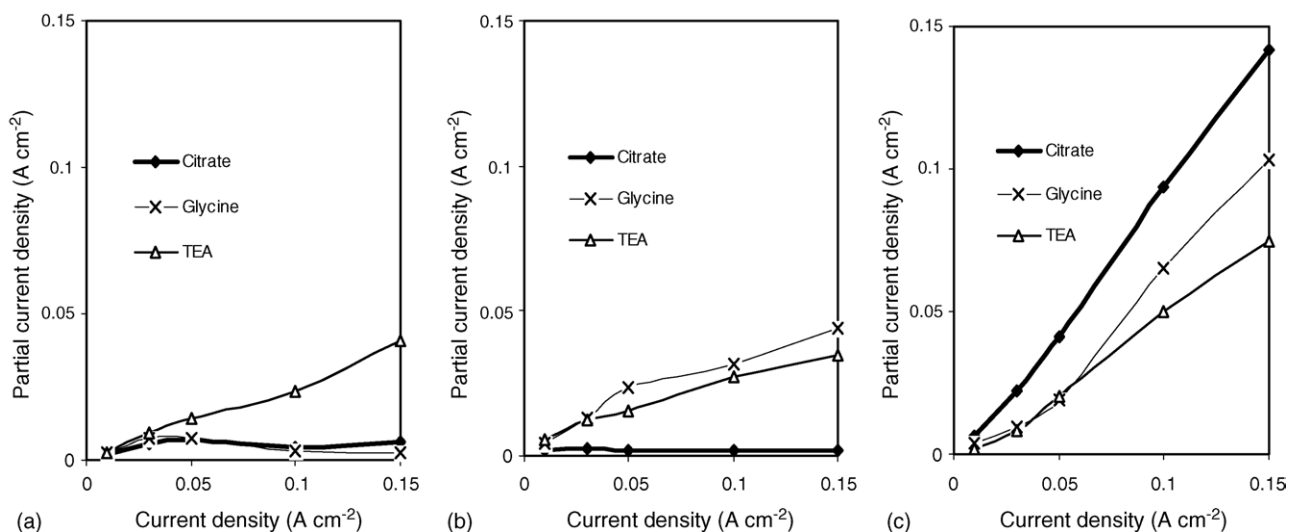 0.15
0.1
0.05
0
Partial current density (A cm-2)
Citrate
Glycine
TEA
0
0.05
0.1
0.15
(a)
Current density (A cm-2)
0.15
0.1
0.05
0
Partial current density (A cm-2)
Citrate
Glycine
TEA
0
0.05
0.1
0.15
(b)
Current density (A cm-2)
0.15
0.1
0.05
0
Partial current density (A cm-2)
Citrate
Glycine
TEA
0
0.05
0.1
0.15
(c)
Current density (A cm-2)